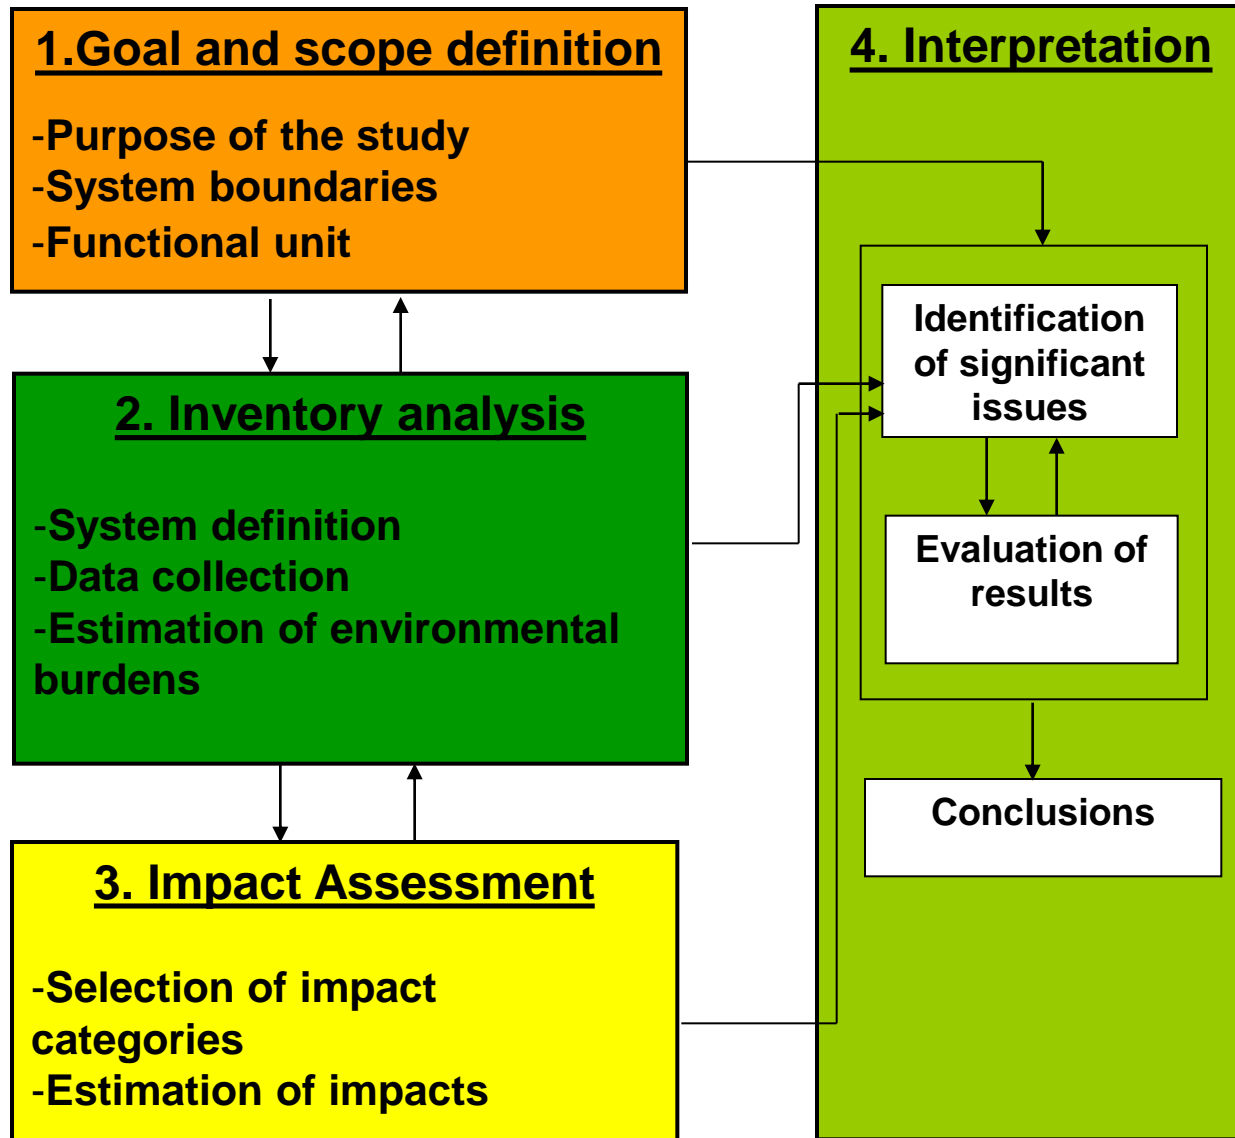 1.Goal and scope definition
-Purpose of the study
-System boundaries
-Functional unit
2. Inventory analysis
-System definition
-Data collection
-Estimation of environmental
burdens
3. Impact Assessment
-Selection of impact
categories
-Estimation of impacts
4. Interpretation
Identification
of significant
issues
Evaluation of
results
Conclusions